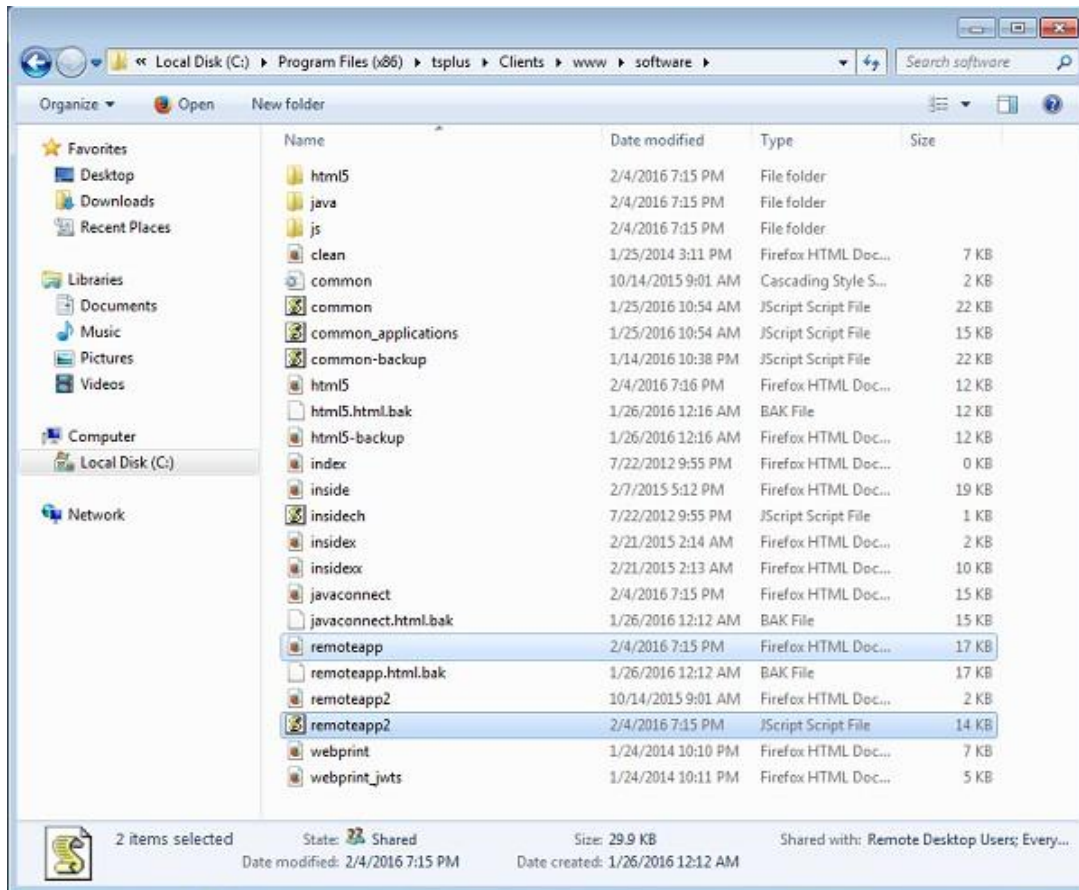 « Local Disk (C:) ▸ Program Files (x86) ▸ tsplus ▸ Clients ▸ www ▸ software ▸ Search software
Organize Open New folder
Name Date modified Type Size
Favorites
Desktop
Downloads
Recent Places
Libraries
Documents
Music
Pictures
Videos
Computer
Local Disk (C:)
Network
html5 2/4/2016 7:15 PM File folder
java 2/4/2016 7:15 PM File folder
js 2/4/2016 7:15 PM File folder
clean 1/25/2014 3:11 PM Firefox HTML Doc... 7 KB
common 10/14/2015 9:01 AM Cascading Style S... 2 KB
common 1/25/2016 10:54 AM JScript Script File 22 KB
common_applications 1/25/2016 10:54 AM JScript Script File 15 KB
common-backup 1/14/2016 10:38 PM JScript Script File 22 KB
html5 2/4/2016 7:16 PM Firefox HTML Doc... 12 KB
html5.html.bak 1/26/2016 12:16 AM BAK File 12 KB
html5-backup 1/26/2016 12:16 AM Firefox HTML Doc... 12 KB
index 7/22/2012 9:55 PM Firefox HTML Doc... 0 KB
inside 2/7/2015 5:12 PM Firefox HTML Doc... 19 KB
insidech 7/22/2012 9:55 PM JScript Script File 1 KB
insidex 2/21/2015 2:14 AM Firefox HTML Doc... 2 KB
insidexx 2/21/2015 2:13 AM Firefox HTML Doc... 10 KB
javaconnect 2/4/2016 7:15 PM Firefox HTML Doc... 15 KB
javaconnect.html.bak 1/26/2016 12:12 AM BAK File 15 KB
remoteapp 2/4/2016 7:15 PM Firefox HTML Doc... 17 KB
remoteapp.html.bak 1/26/2016 12:12 AM BAK File 17 KB
remoteapp2 10/14/2015 9:01 AM Firefox HTML Doc... 2 KB
remoteapp2 2/4/2016 7:15 PM JScript Script File 14 KB
webprint 1/24/2014 10:10 PM Firefox HTML Doc... 7 KB
webprint_jwts 1/24/2014 10:11 PM Firefox HTML Doc... 5 KB
2 items selected State: Shared Size: 29.9 KB Shared with: Remote Desktop Users; Every...
Date modified: 2/4/2016 7:15 PM Date created: 1/26/2016 12:12 AM